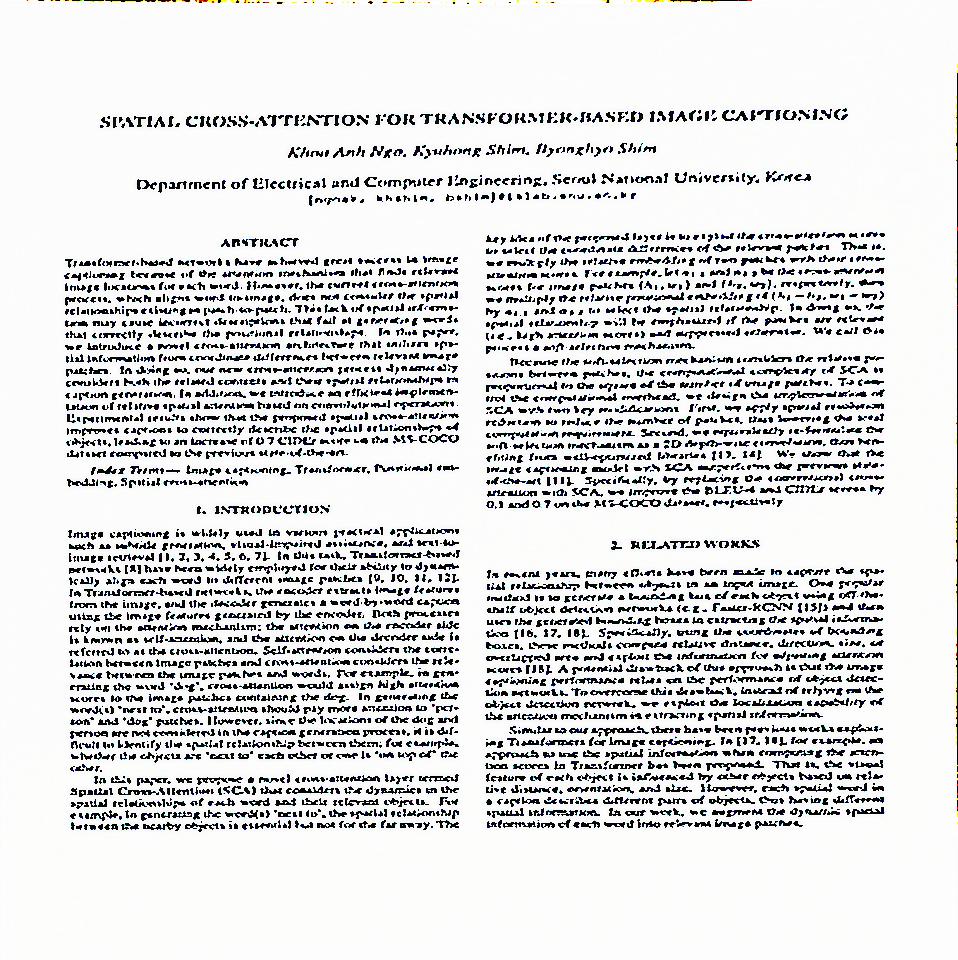 SPATIAL CROSS-ATTENTION FOR TRANSFORMER-BASED IMAGE CAPTIONING
Khoa Anh Ngo, Kyuhong Shim, Byonghyo Shim
Department of Electrical and Computer Engineering, Seoul National University, Korea
ABSTRACT
Transformer-based networks have achieved great success in image
captioning because of the attention mechanism that finds relevant
image locations for each word. However, the current cross-attention
process, which aligns word to image, does not consider the spatial
relationships existing in patch-to-patch. This lack of spatial informa-
tion may cause incorrect descriptions that fail at generating words
that correctly describe the positional relationships. In this paper,
we introduce a novel cross-attention architecture that utilizes spa-
tial information from coordinate differences between relevant image
patches. In doing so, our new cross-attention process dynamically
considers both the related contexts and their spatial relationships in
caption generation. In addition, we introduce an efficient implemen-
tation of relative spatial attention based on convolutional operations.
Experimental results show that the proposed spatial cross-attention
improves captions to correctly describe the spatial relationships of
objects, leading to an increase of 0.7 CIDEr score on the MS-COCO
dataset compared to the previous state-of-the-art.
Index Terms— Image captioning, Transformer, Positional em-
bedding, Spatial cross-attention
1. INTRODUCTION
Image captioning is widely used in various practical applications
such as subtitle generation, visual-impaired assistance, and text-to-
image retrieval [1, 2, 3, 4, 5, 6, 7]. In this task, Transformer-based
networks [8] have been widely employed for their ability to dynam-
ically align each word to different image patches [9, 10, 11, 12].
In Transformer-based networks, the encoder extracts image features
from the image, and the decoder generates a word-by-word caption
using the image features generated by the encoder. Both processes
rely on the attention mechanism; the attention on the encoder side
is known as self-attention, and the attention on the decoder side is
referred to as the cross-attention. Self-attention considers the corre-
lation between image patches and cross-attention considers the rele-
vance between the image patches and words. For example, in gen-
erating the word 'dog', cross-attention would assign high attention
scores to the image patches containing the dog. In generating the
word(s) 'next to', cross-attention should pay more attention to 'per-
son' and 'dog' patches. However, since the locations of the dog and
person are not considered in the caption generation process, it is dif-
ficult to identify the spatial relationship between them; for example,
whether the objects are 'next to' each other or one is 'on top of' the
other.
In this paper, we propose a novel cross-attention layer termed
Spatial Cross-Attention (SCA) that considers the dynamics in the
spatial relationships of each word and their relevant objects. For
example, in generating the word(s) 'next to', the spatial relationship
between the nearby objects is essential but not for the far away. The
key idea of the proposed layer is to exploit the cross-attention scores
to select the coordinate differences of the relevant patches. That is,
we multiply the relative embedding of two patches with their cross-
attention scores. For example, let and be the cross-attention
scores for image patches and respectively, then
we multiply the relative positional embedding of
by and to select the spatial relationship. In doing so, the
spatial relationship will be emphasized if the patches are relevant
(i.e., high attention scores) and suppressed otherwise. We call this
process a soft-selection mechanism.
Because the soft-selection mechanism considers the relative po-
sitions between patches, the computational complexity of SCA is
proportional to the square of the number of image patches. To con-
trol the computational overhead, we design the implementation of
SCA with two key modifications. First, we apply spatial resolution
reduction to reduce the number of patches, thus lowering the total
computation requirement. Second, we equivalently re-formulate the
soft-selection mechanism as a 2D depth-wise convolution, thus ben-
efiting from well-optimized libraries [13, 14]. We show that the
image captioning model with SCA outperforms the previous state-
of-the-art [11]. Specifically, by replacing the conventional cross-
attention with SCA, we improve the BLEU-4 and CIDEr scores by
0.1 and 0.7 on the MS-COCO dataset, respectively.
2. RELATED WORKS
In recent years, many efforts have been made to capture the spa-
tial relationship between objects in an input image. One popular
method is to generate a bounding box of each object using off-the-
shelf object detection networks (e.g., Faster-RCNN [15]) and then
uses the generated bounding boxes in extracting the spatial informa-
tion [16, 17, 18]. Specifically, using the coordinates of bounding
boxes, these methods compute relative distance, direction, size, or
overlapped area and exploit the information for adjusting attention
scores [18]. A potential drawback of this approach is that the image
captioning performance relies on the performance of object detec-
tion networks. To overcome this drawback, instead of relying on the
object detection network, we exploit the localization capability of
the attention mechanism in extracting spatial information.
Similar to our approach, there have been previous works exploit-
ing Transformers for image captioning. In [17, 18], for example, an
approach to use the spatial information when computing the atten-
tion scores in Transformer has been proposed. That is, the visual
feature of each object is influenced by other objects based on rela-
tive distance, orientation, and size. However, each spatial word in
a caption describes different pairs of objects, thus having different
spatial information. In our work, we augment the dynamic spatial
information of each word into relevant image patches.